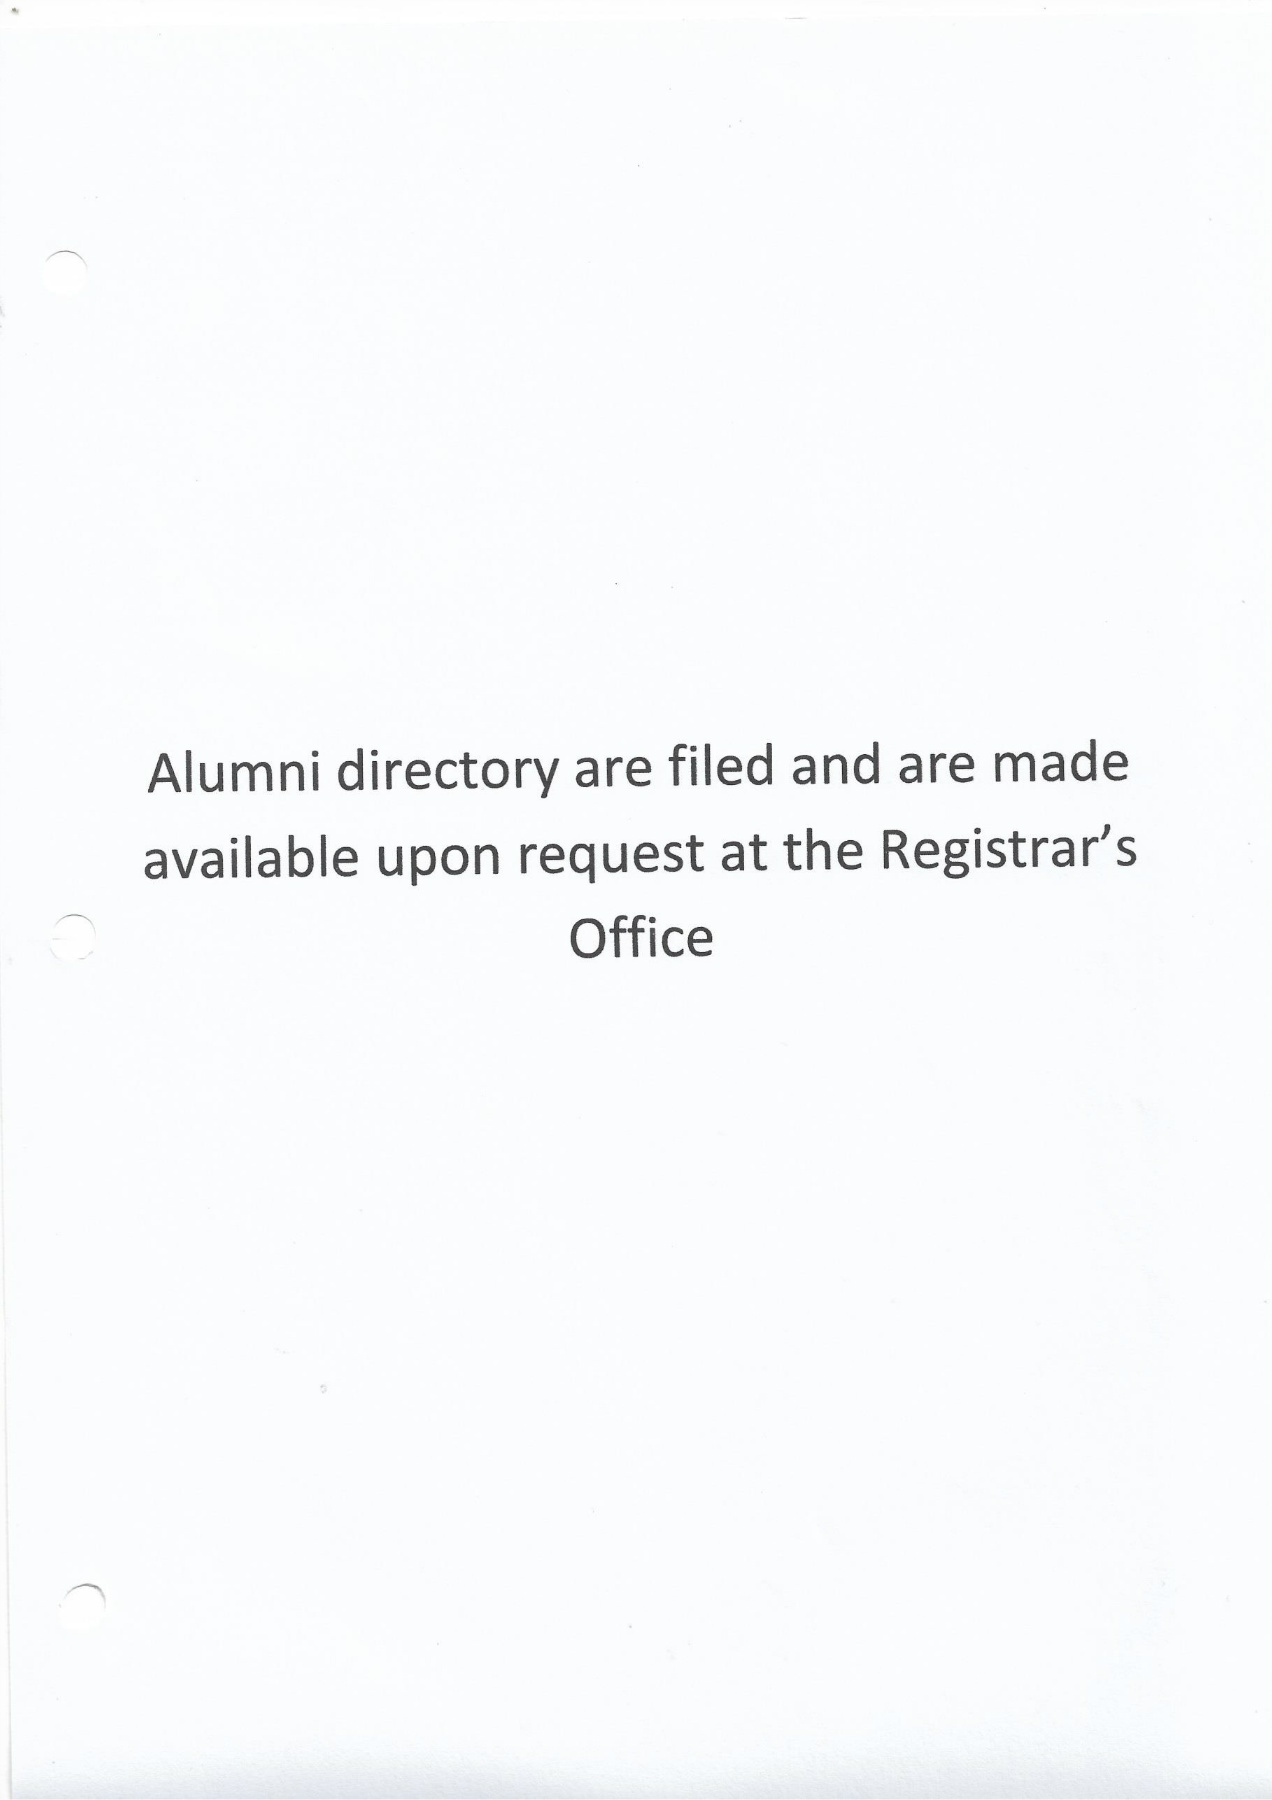 Alumni directory are filed and are made
available upon request at the Registrar’s
Office